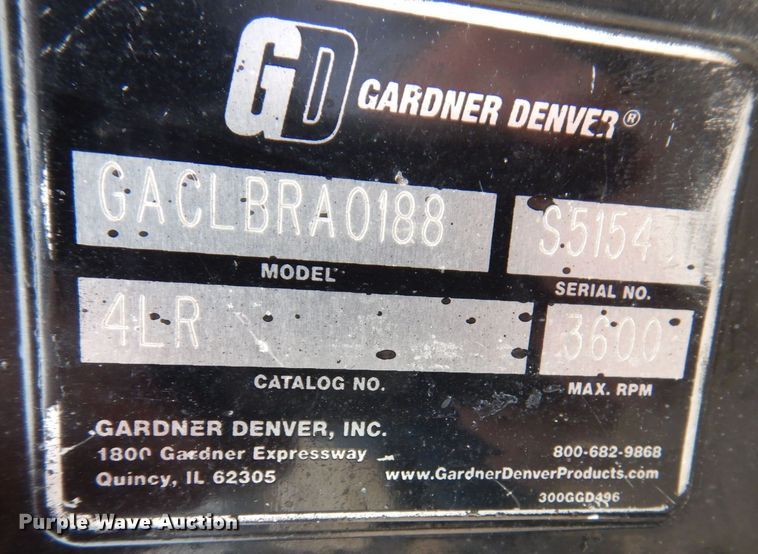 GD GARDNER DENVER®
GACLBRA0188
MODEL
SERIAL NO.
4LR
3600
CATALOG NO.
MAX. RPM
GARDNER DENVER, INC.
1800 Gardner Expressway
800-682-9868
Quincy, IL 62305
www.GardnerDenverProducts.com
300GGD496
Purple Wave Auction